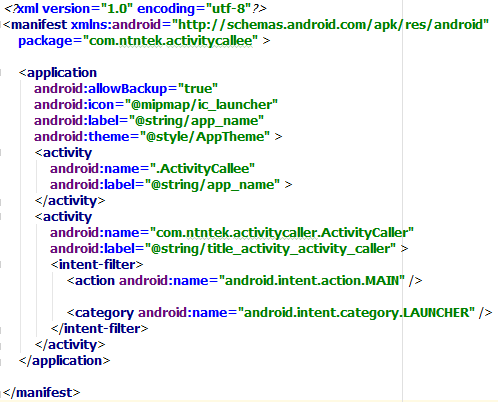 <?xml version="1.0" encoding="utf-8"?>
<manifest xmlns:android="http://schemas.android.com/apk/res/android"
package="com.ntntek.activitycallee" >
<application
android:allowBackup="true"
android:icon="@mipmap/ic_launcher"
android:label="@string/app_name"
android:theme="@style/AppTheme" >
<activity
android:name=".ActivityCallee"
android:label="@string/app_name" >
</activity>
<activity
android:name="com.ntntek.activitycaller.ActivityCaller"
android:label="@string/title_activity_activity_caller" >
<intent-filter>
<action android:name="android.intent.action.MAIN" />
<category android:name="android.intent.category.LAUNCHER" />
</intent-filter>
</activity>
</application>
</manifest>